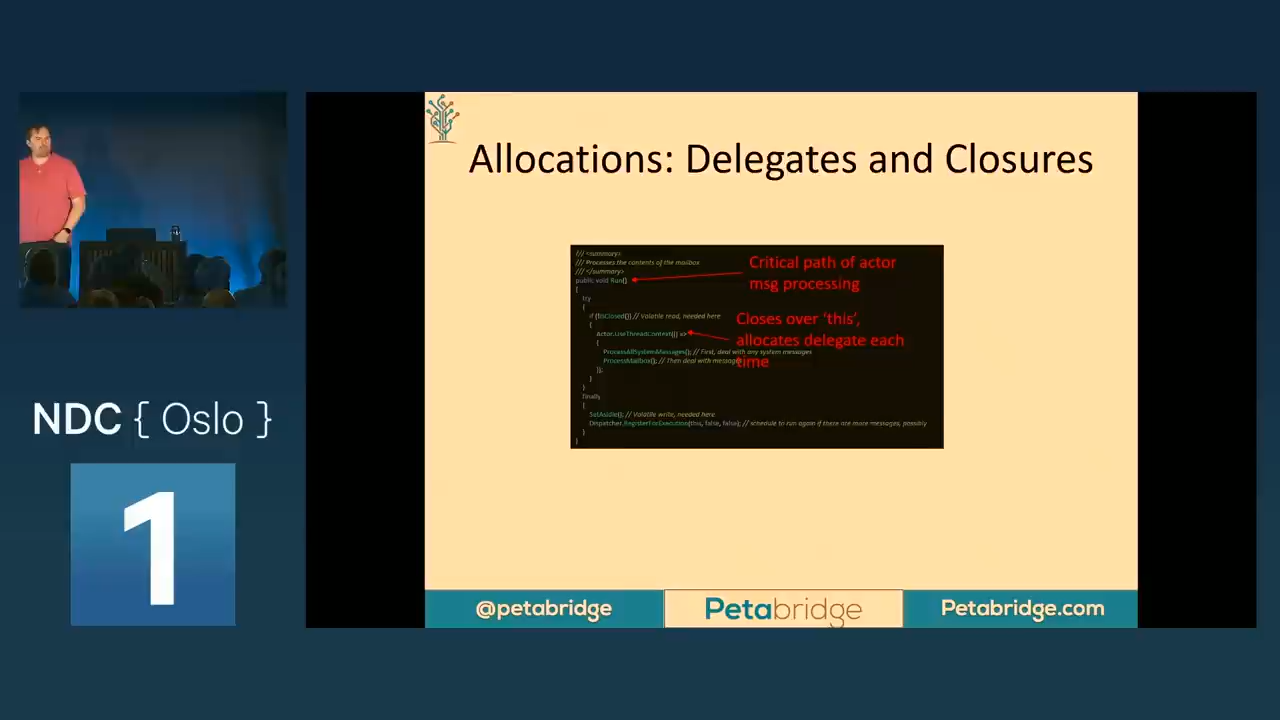 Allocations: Delegates and Closures
/// <summary>
/// Processes the contents of the mailbox
/// </summary>
public void Run()
{
try
{
if (!IsClosed()) // Volatile read, needed here
{
Actor.UseThreadContext(() =>
{
ProcessAllSystemMessages(); // First, deal with any system messages
ProcessMailbox(); // Then deal with messages
});
}
}
finally
{
SetAsIdle(); // Volatile write, needed here
Dispatcher.RegisterForExecution(this, false, false); // schedule to run again if there are more messages, possibly
}
}
Critical path of actor
msg processing
Closes over ‘this’,
allocates delegate each
time
NDC { Oslo }
1
@petabridge
Petabridge
Petabridge.com